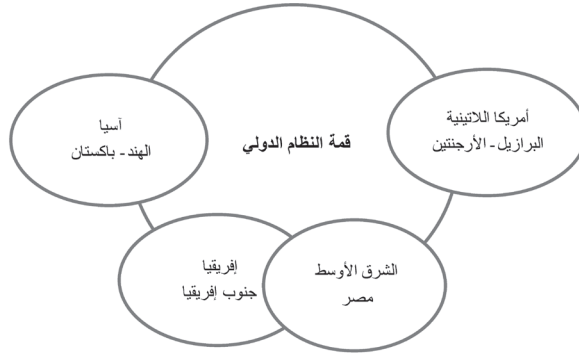 أمريكا اللاتينية
البرازيل - الأرجنتين
قمة النظام الدولي
آسيا
الهند - باكستان
الشرق الأوسط
مصر
إفريقيا
جنوب إفريقيا